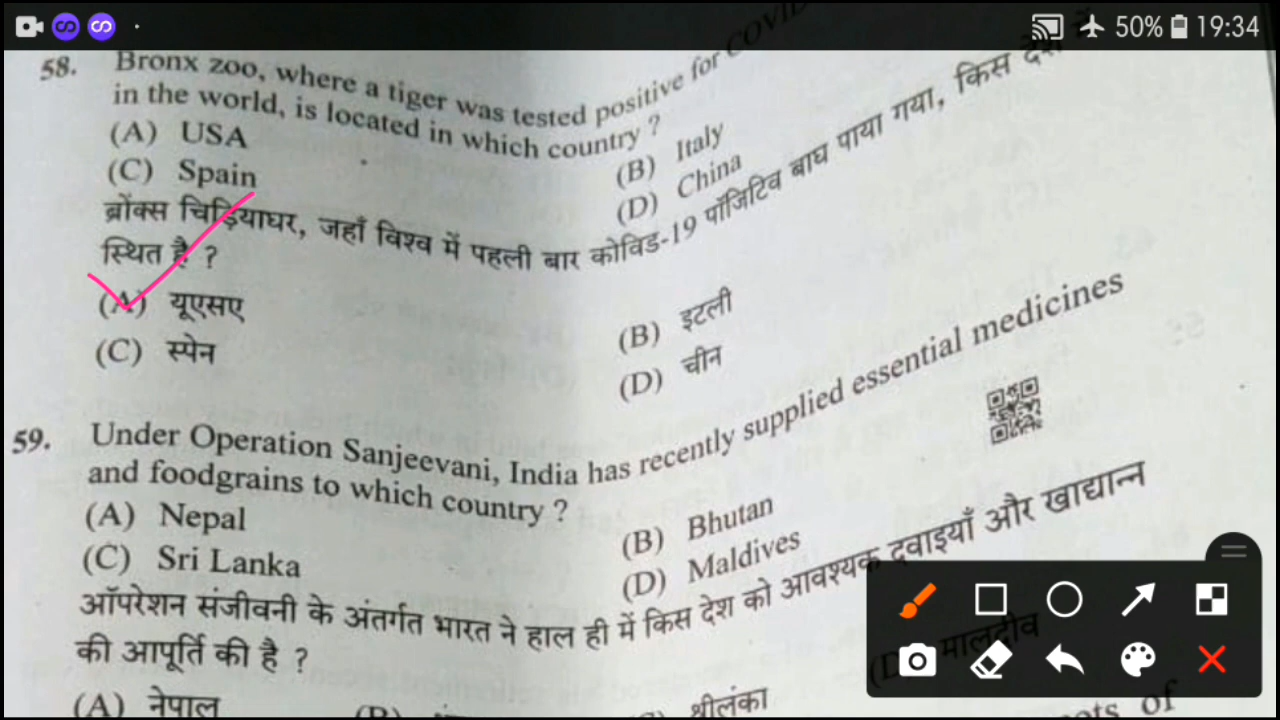 50% 19:34
58. Bronx zoo, where a tiger was tested positive for COVID
in the world, is located in which country ?
(A) USA (B) Italy
(C) Spain (D) China
ब्रोंक्स चिड़ियाघर, जहाँ विश्व में पहली बार कोविड-19 पॉजिटिव बाघ पाया गया, किस देश में
स्थित है ?
(A) यूएसए (B) इटली
(C) स्पेन (D) चीन
59. Under Operation Sanjeevani, India has recently supplied essential medicines
and foodgrains to which country ?
(A) Nepal (B) Bhutan
(C) Sri Lanka (D) Maldives
ऑपरेशन संजीवनी के अंतर्गत भारत ने हाल ही में किस देश को आवश्यक दवाइयाँ और खाद्यान्न
की आपूर्ति की है ?
(A) नेपाल (B) श्रीलंका (D) मालदीव
of